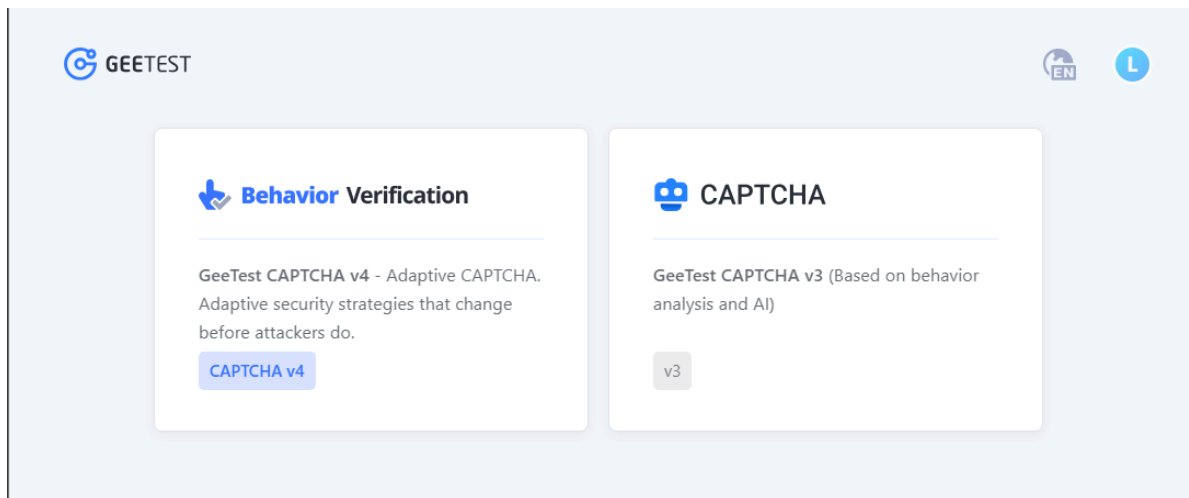 GEETEST
EN
L
Behavior Verification
GeeTest CAPTCHA v4 - Adaptive CAPTCHA.
Adaptive security strategies that change
before attackers do.
CAPTCHA v4
CAPTCHA
GeeTest CAPTCHA v3 (Based on behavior
analysis and AI)
v3